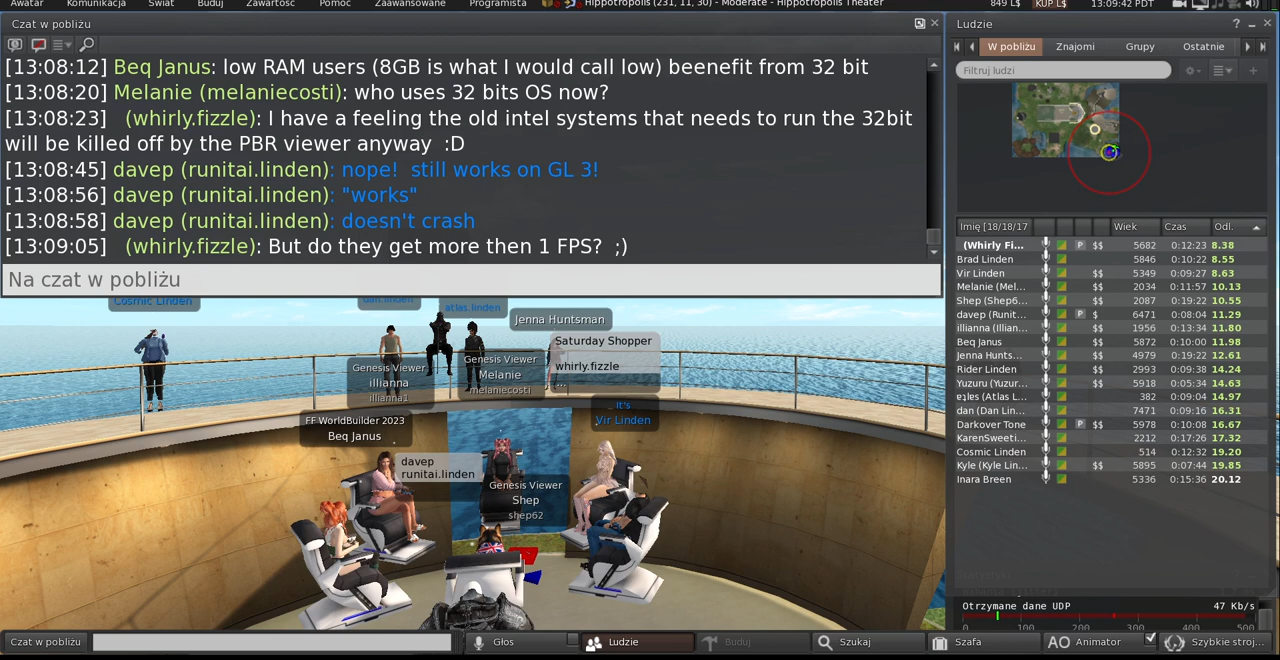 Awatar Komunikacja Świat Buduj Zawartość Pomoc Zaawansowane Programista Hippotropolis (231, 11, 30) - Moderate - Hippotropolis Theater 849 L$ KUP L$ 13:09:42 PDT
Czat w pobliżu
[13:08:12] Beq Janus: low RAM users (8GB is what I would call low) beenefit from 32 bit
[13:08:20] Melanie (melaniecosti): who uses 32 bits OS now?
[13:08:23] (whirly.fizzle): I have a feeling the old intel systems that needs to run the 32bit
will be killed off by the PBR viewer anyway :D
[13:08:45] davep (runitai.linden): nope! still works on GL 3!
[13:08:56] davep (runitai.linden): "works"
[13:08:58] davep (runitai.linden): doesn't crash
[13:09:05] (whirly.fizzle): But do they get more then 1 FPS? ;)
Na czat w pobliżu
Cosmic Linden
dan.linden
atlas.linden
Jenna Huntsman
Saturday Shopper
whirly.fizzle
...
Genesis Viewer
Melanie
melaniecosti
Genesis Viewer
illianna
illianna1
It's
Vir Linden
FF WorldBuilder 2023
Beq Janus
davep
runitai.linden
Genesis Viewer
Shep
shep62
Ludzie
W pobliżu Znajomi Grupy Ostatnie
Filtruj ludzi
Imię [18/18/17 Wiek Czas Odl.
(Whirly Fi... P $$ 5682 0:12:23 8.38
Brad Linden 5846 0:10:22 8.55
Vir Linden $$ 5349 0:09:27 8.63
Melanie (Mel... $$ 2034 0:11:57 10.13
Shep (Shep6... $$ 2087 0:19:22 10.55
davep (Runit... P $ 6471 0:08:04 11.29
illianna (Illian... $$ 1956 0:13:34 11.80
Beq Janus $$ 5872 0:10:00 11.98
Jenna Hunts... $$ 4979 0:19:22 12.61
Rider Linden $$ 2993 0:09:38 14.24
Yuzuru (Yuzur... $$ 5918 0:05:34 14.63
(Atlas L... 382 0:09:04 14.97
dan (Dan Lin... 7471 0:09:16 16.31
Darkover Tone P $$ 5978 0:10:08 16.67
KarenSweeti... 2212 0:17:26 17.32
Cosmic Linden 514 0:12:32 19.20
Kyle (Kyle Lin... $$ 5895 0:07:44 19.85
Inara Breen 5336 0:15:36 20.12
Otrzymane dane UDP 47 Kb/s
0 100 200 300 400 500
Czat w pobliżu Głos Ludzie Buduj Szukaj Szafa AO Animator Szybkie stroj...